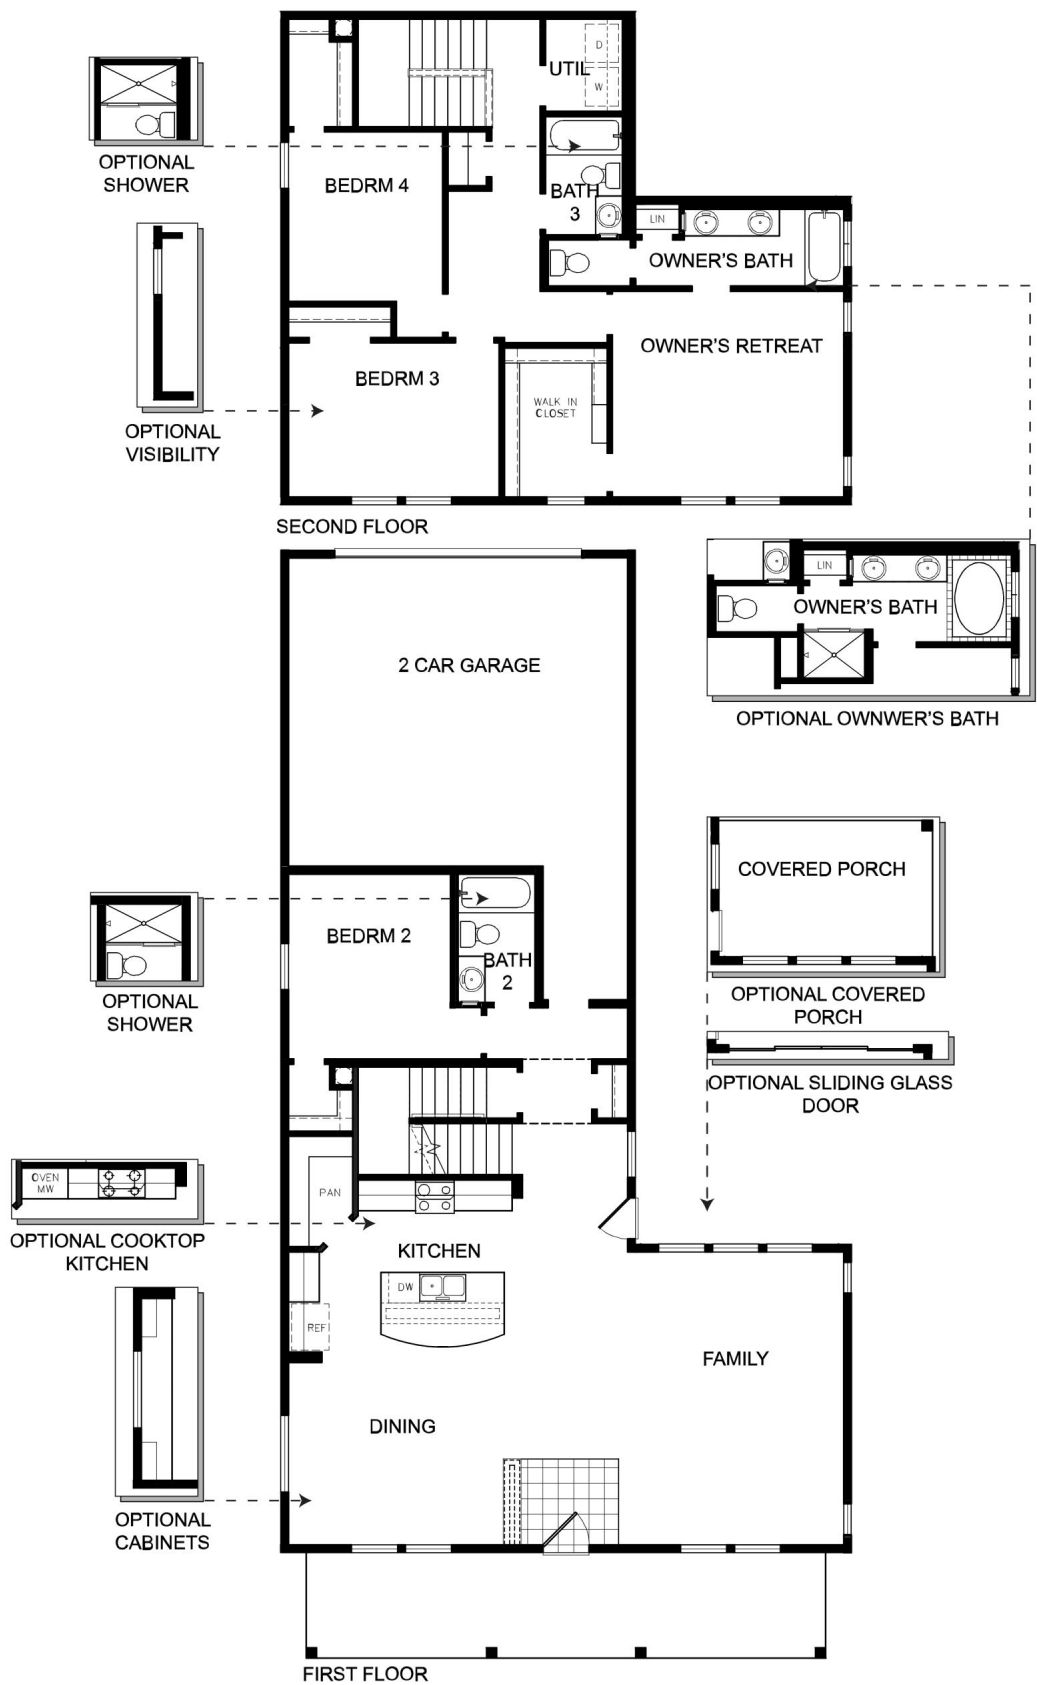 D
UTIL
W
OPTIONAL
SHOWER
BEDRM 4
BATH
3
LIN
OWNER'S BATH
OWNER'S RETREAT
BEDRM 3
WALK IN
CLOSET
OPTIONAL
VISIBILITY
SECOND FLOOR
LIN
OWNER'S BATH
OPTIONAL OWNWER'S BATH
2 CAR GARAGE
COVERED PORCH
OPTIONAL COVERED
PORCH
BEDRM 2
BATH
2
OPTIONAL
SHOWER
OPTIONAL SLIDING GLASS
DOOR
OVEN
MW
OPTIONAL COOKTOP
KITCHEN
PAN
KITCHEN
DW
REF
FAMILY
DINING
OPTIONAL
CABINETS
FIRST FLOOR